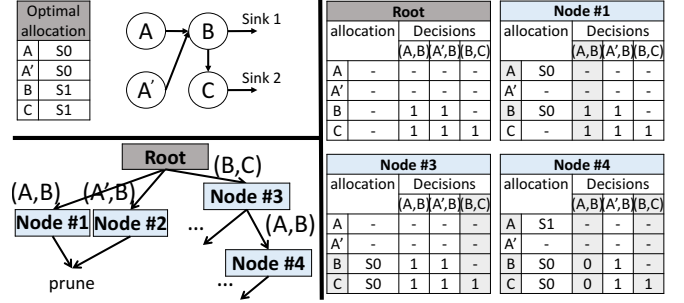 Optimal
allocation
A S0
A′ S0
B S1
C S1
A
B
Sink 1
A′
C
Sink 2
Root
(A,B)
(A′,B)
(B,C)
Node #1
Node #2
Node #3
...
(A,B)
prune
Node #4
...
Root
allocation Decisions
(A,B) (A′,B) (B,C)
A - - - -
A′ - - - -
B - 1 1 -
C - 1 1 1
Node #1
allocation Decisions
(A,B) (A′,B) (B,C)
A S0 - - -
A′ - - - -
B S0 1 1 -
C - 1 1 1
Node #3
allocation Decisions
(A,B) (A′,B) (B,C)
A - - - -
A′ - - - -
B S0 1 1 -
C S0 1 1 1
Node #4
allocation Decisions
(A,B) (A′,B) (B,C)
A S1 - - -
A′ - - - -
B S0 0 1 -
C S0 0 1 1